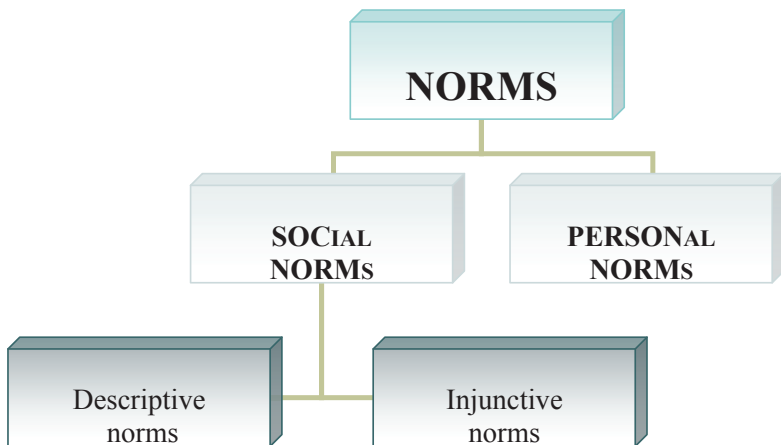 NORMS
SOCIAL
NORMS
PERSONAL
NORMS
Descriptive
norms
Injunctive
norms